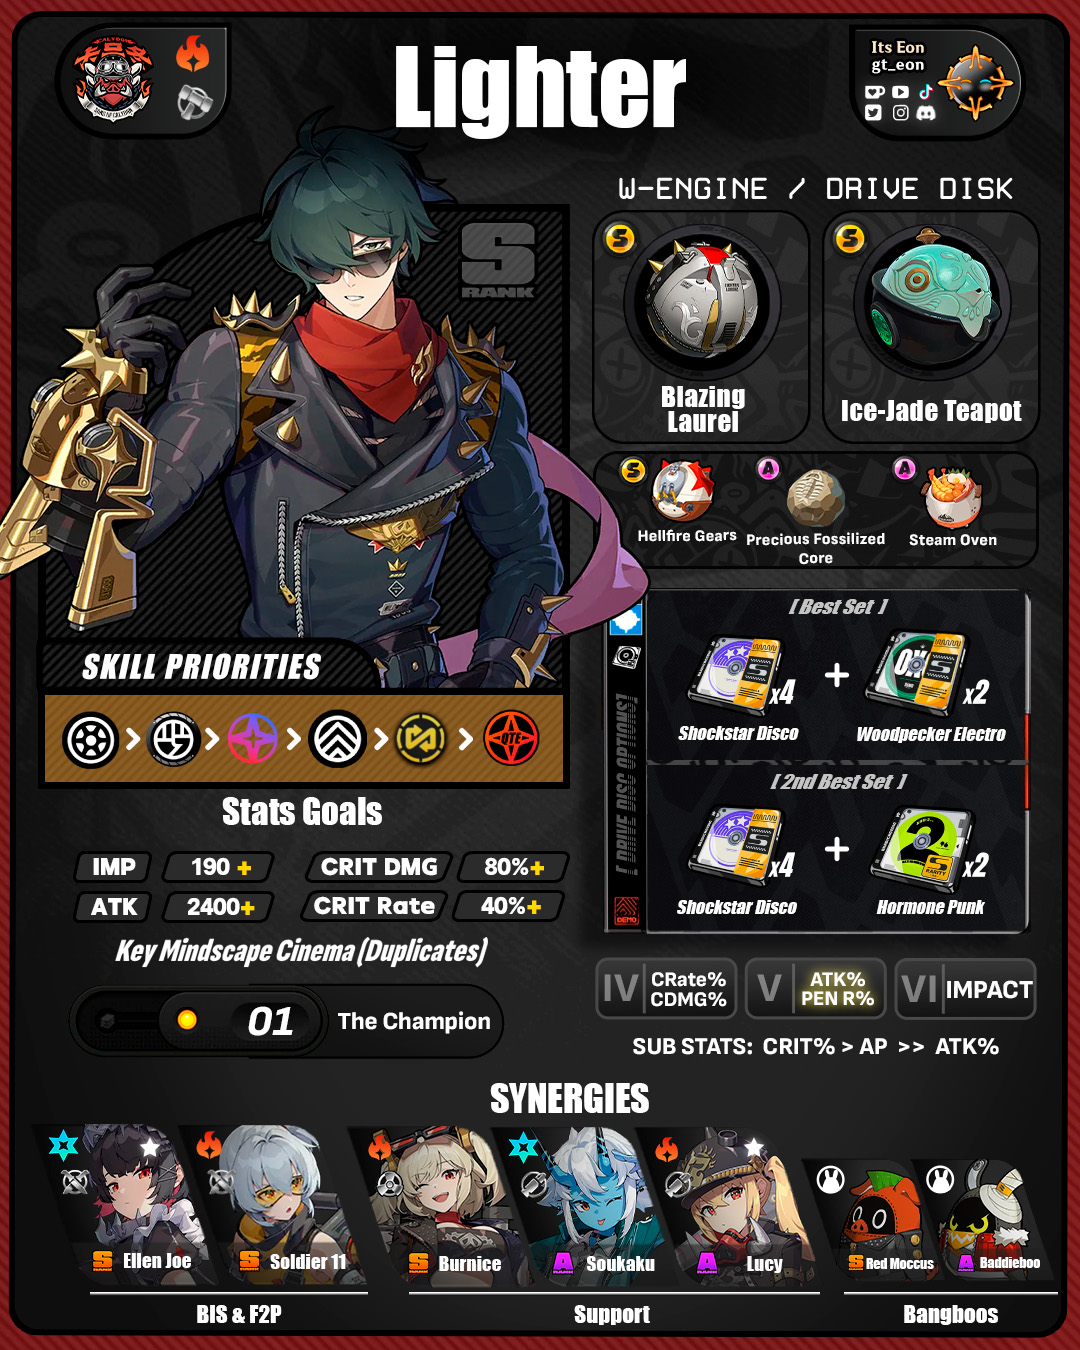 Lighter
Its Eon
gt_eon
W-ENGINE / DRIVE DISK
S
RANK
S
Blazing
Laurel
S
Ice-Jade Teapot
S
Hellfire Gears
A
Precious Fossilized
Core
A
Steam Oven
SKILL PRIORITIES
QTE
[ DRIVE DISC OPTIONS]
DEMO
[ Best Set ]
x4
+
x2
Shockstar Disco
Woodpecker Electro
[ 2nd Best Set ]
x4
+
x2
Shockstar Disco
Hormone Punk
Stats Goals
IMP
190 +
CRIT DMG
80%+
ATK
2400+
CRIT Rate
40%+
Key Mindscape Cinema (Duplicates)
01
The Champion
IV
CRate%
CDMG%
V
ATK%
PEN R%
VI
IMPACT
SUB STATS: CRIT% > AP >> ATK%
SYNERGIES
S Ellen Joe
S Soldier 11
S Burnice
A Soukaku
A Lucy
S Red Moccus
A Baddieboo
BIS & F2P
Support
Bangboos